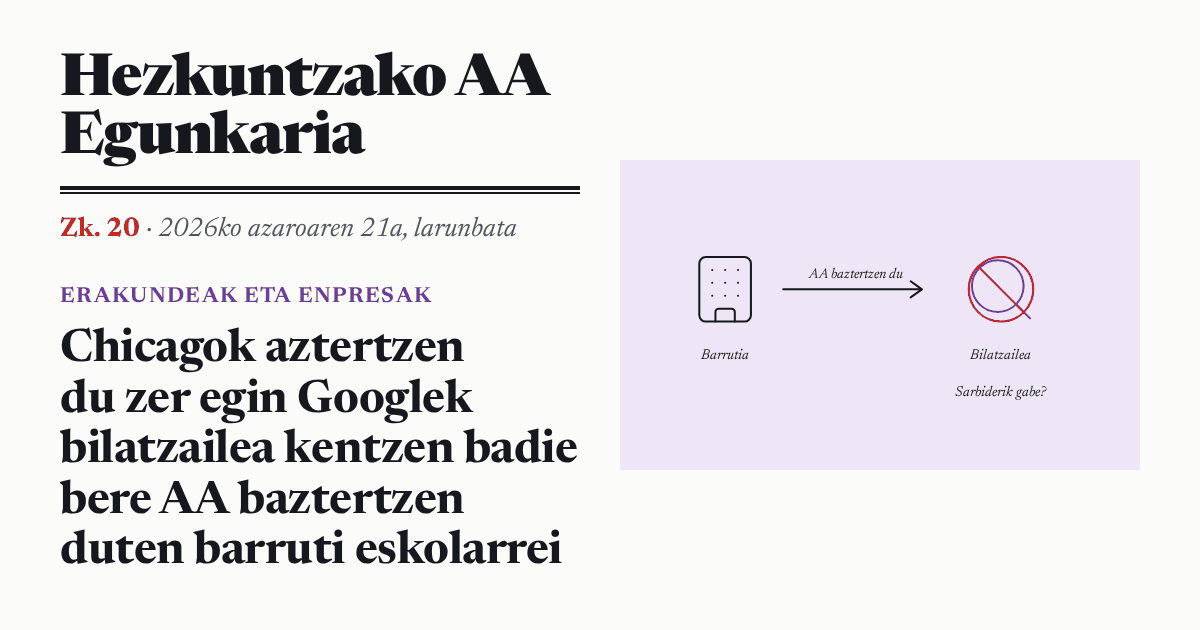 Hezkuntzako AA
Egunkaria
Zk. 20 · 2026ko azaroaren 21a, larunbata
ERAKUNDEAK ETA ENPRESAK
Chicagok aztertzen
du zer egin Googlek
bilatzailea kentzen badie
bere AA baztertzen
duten barruti eskolarrei
AA baztertzen du
Barrutia
Bilatzailea
Sarbiderik gabe?